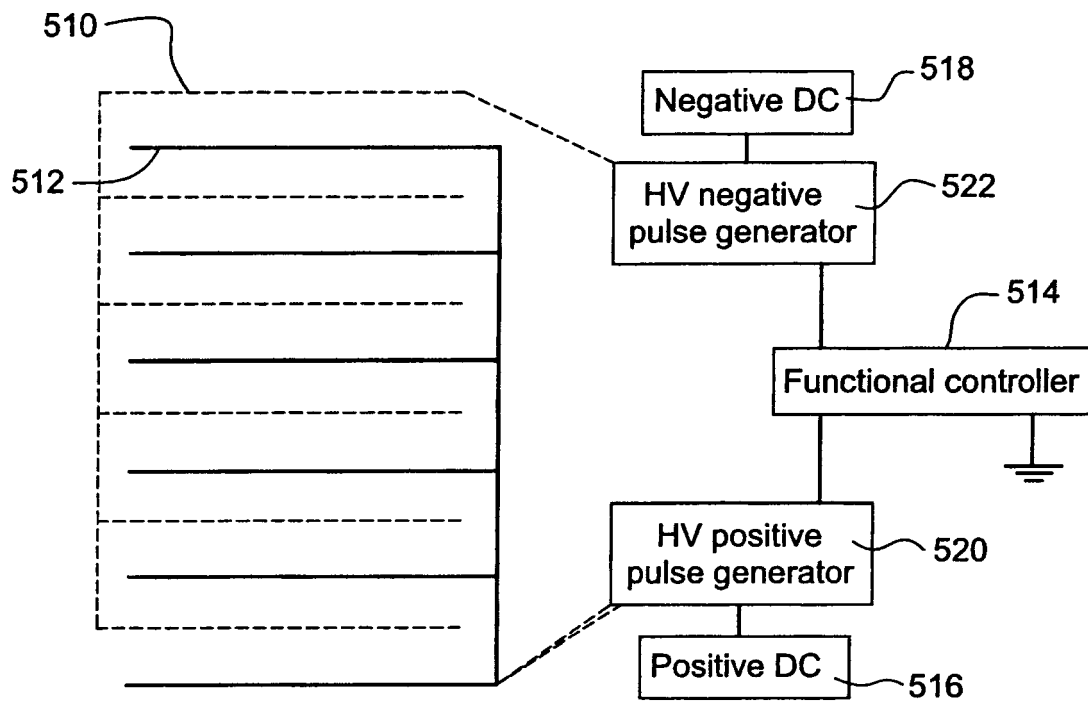 510
518
Negative DC
512
522
HV negative
pulse generator
514
Functional controller
HV positive
pulse generator
520
Positive DC
516